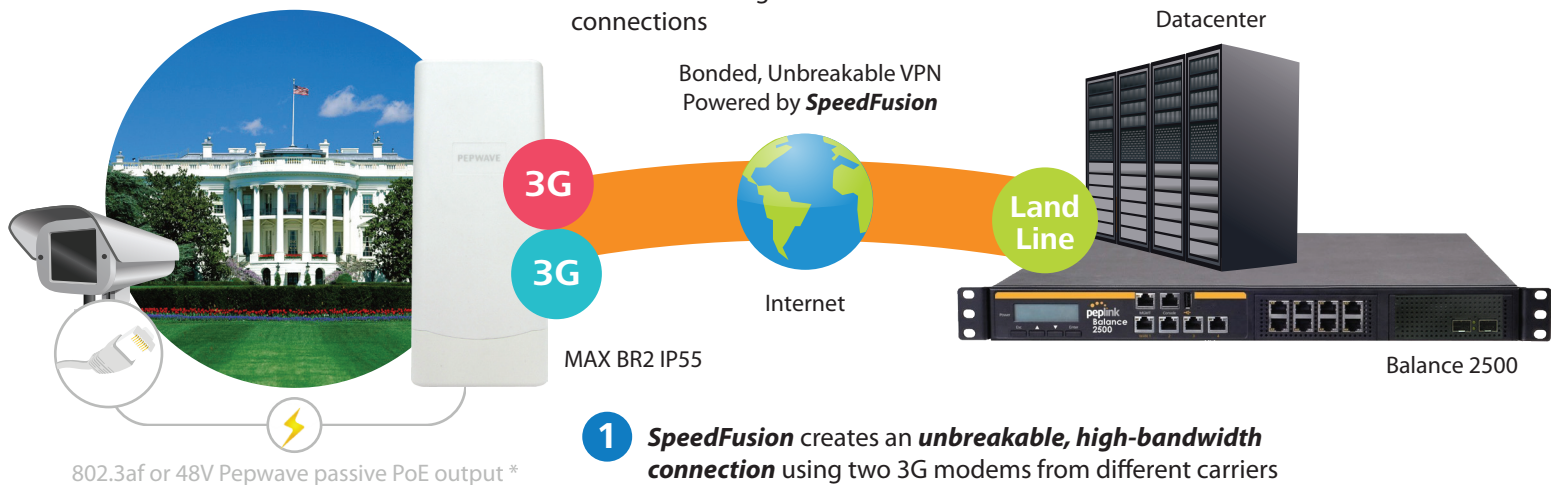 connections
Datacenter
Bonded, Unbreakable VPN
Powered by SpeedFusion
PEPWAVE
3G
3G
Land
Line
Internet
peplink
Balance
2500
MAX BR2 IP55
Balance 2500
1 SpeedFusion creates an unbreakable, high-bandwidth
connection using two 3G modems from different carriers
802.3af or 48V Pepwave passive PoE output *